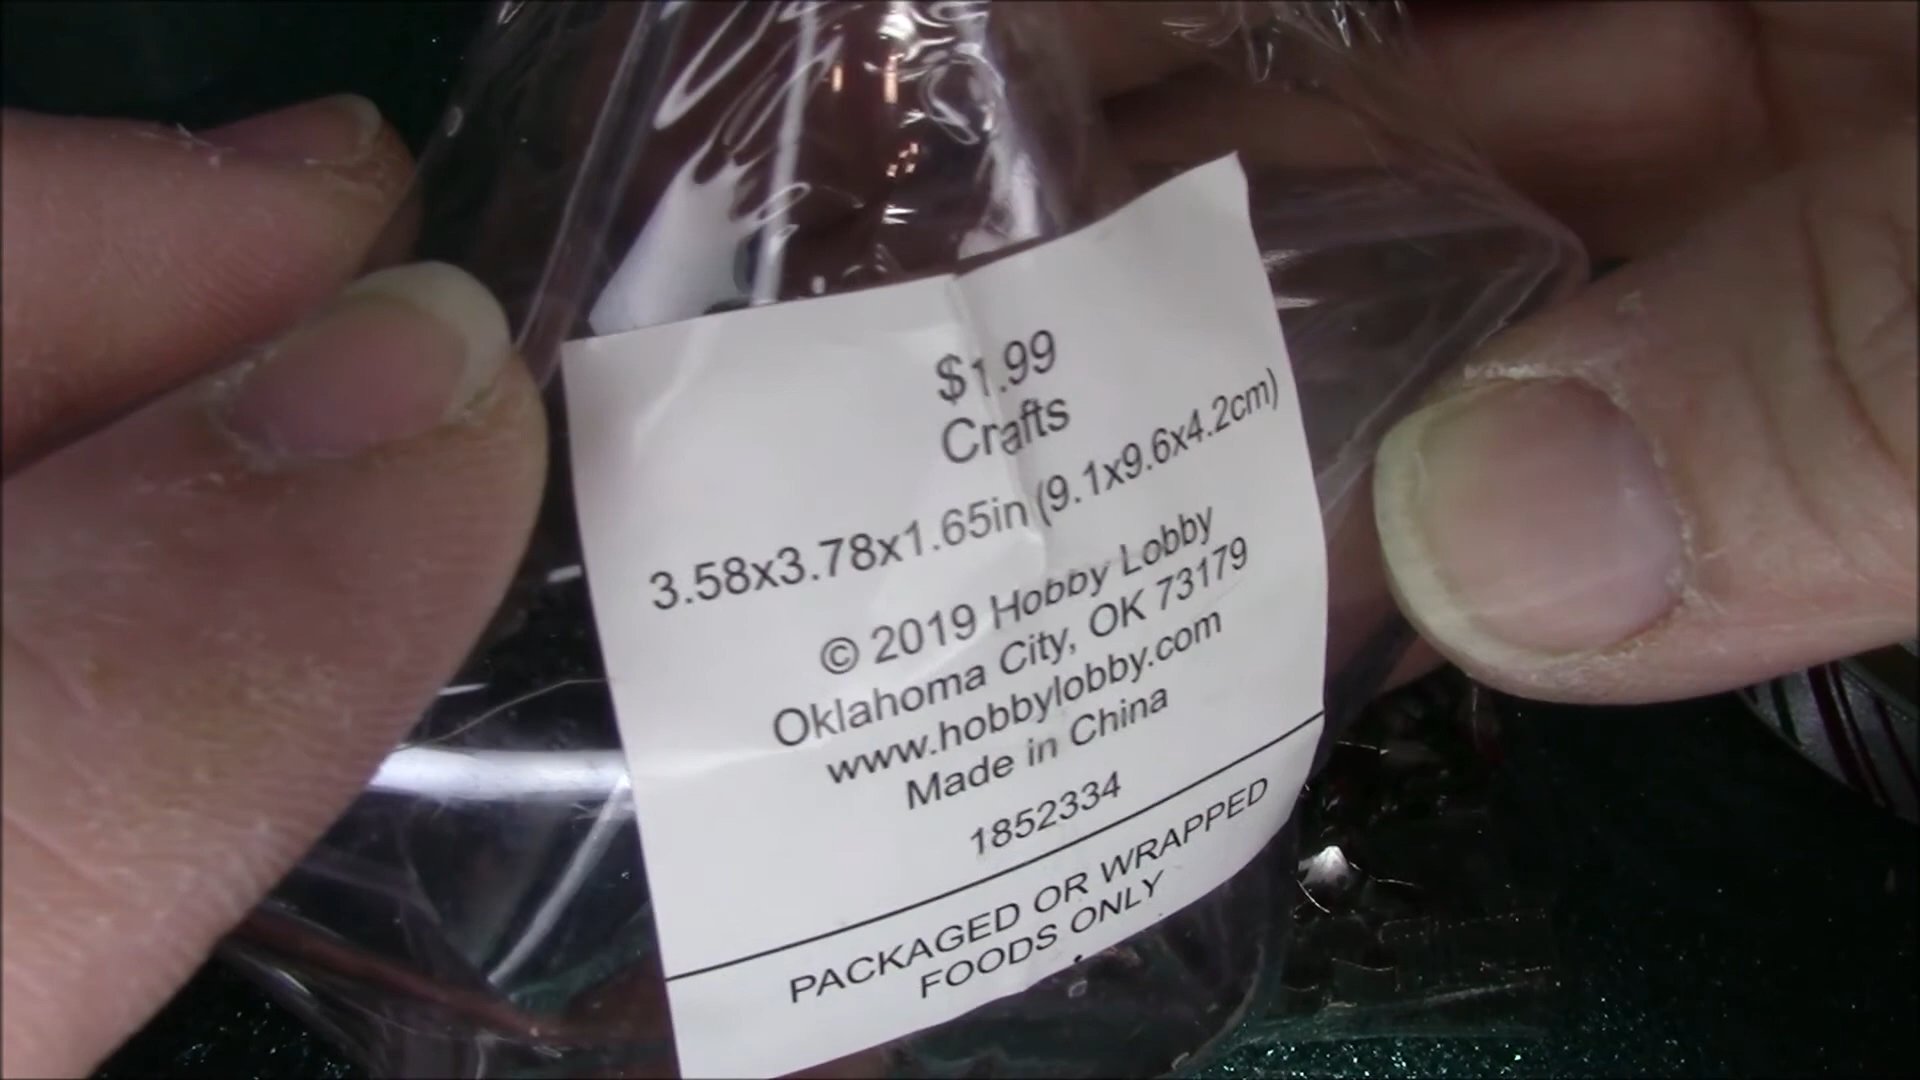 $1.99
Crafts
3.58x3.78x1.65in (9.1x9.6x4.2cm)
© 2019 Hobby Lobby
Oklahoma City, OK 73179
www.hobbylobby.com
Made in China
1852334
PACKAGED OR WRAPPED
FOODS ONLY